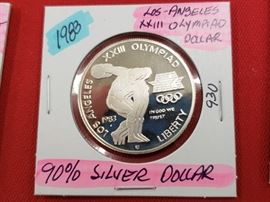 1983
LOS-ANGELES
XXIII OLYMPIAD
DOLLAR
930
LOS ANGELES XXIII OLYMPIAD
1983
IN GOD WE
TRUST
LIBERTY
90% SILVER DOLLAR